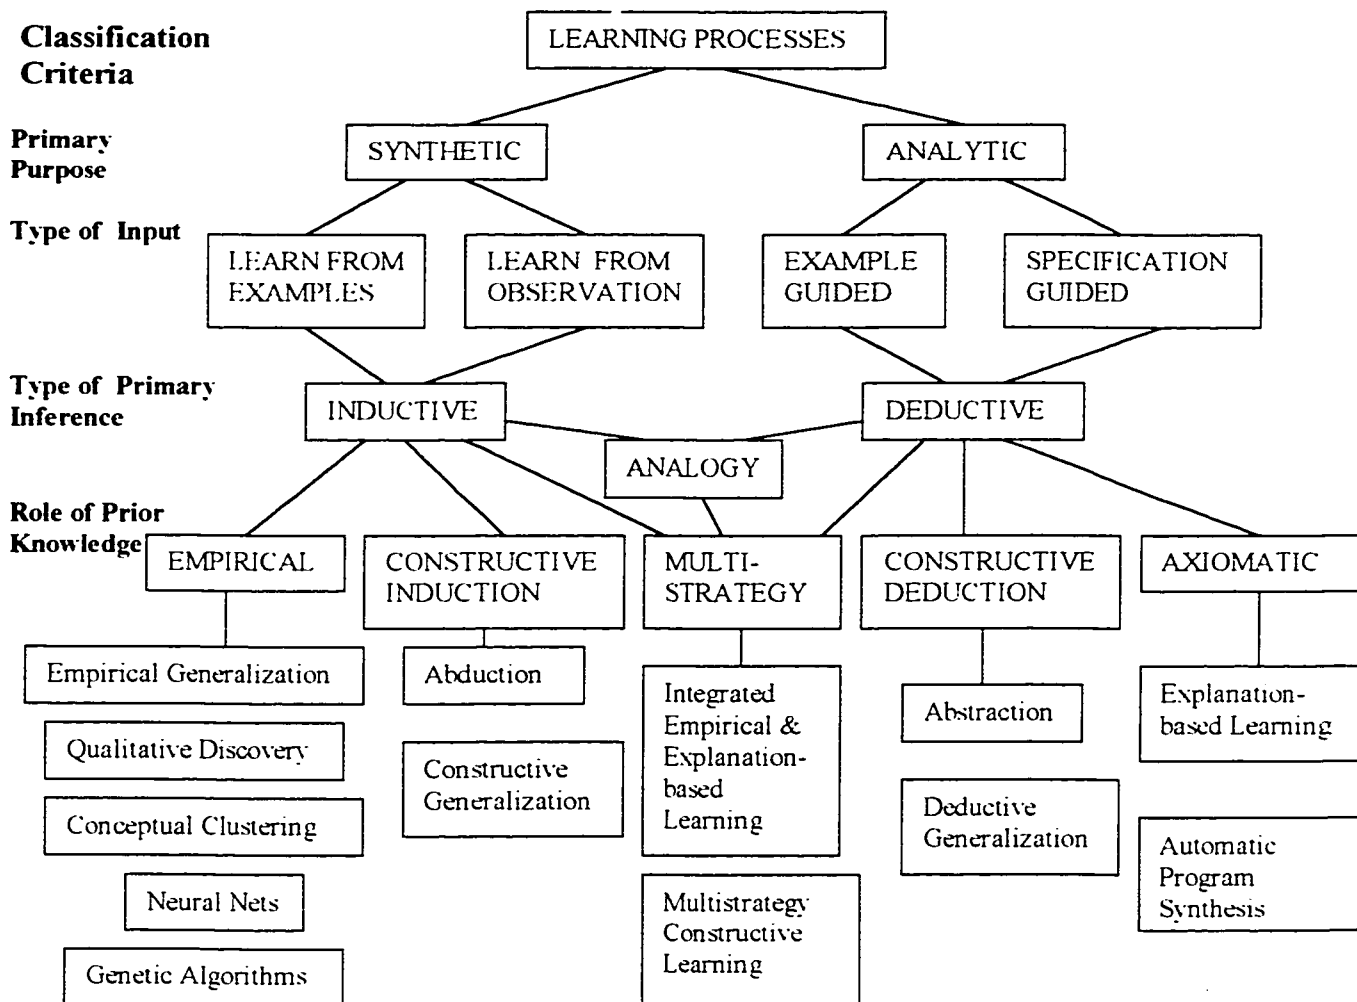 Classification
Criteria
LEARNING PROCESSES
Primary
Purpose
SYNTHETIC
ANALYTIC
Type of Input
LEARN FROM
EXAMPLES
LEARN FROM
OBSERVATION
EXAMPLE
GUIDED
SPECIFICATION
GUIDED
Type of Primary
Inference
INDUCTIVE
DEDUCTIVE
ANALOGY
Role of Prior
Knowledge
EMPIRICAL
CONSTRUCTIVE
INDUCTION
MULTI-
STRATEGY
CONSTRUCTIVE
DEDUCTION
AXIOMATIC
Empirical Generalization
Qualitative Discovery
Conceptual Clustering
Neural Nets
Genetic Algorithms
Abduction
Constructive
Generalization
Integrated
Empirical &
Explanation-
based
Learning
Multistrategy
Constructive
Learning
Abstraction
Deductive
Generalization
Explanation-
based Learning
Automatic
Program
Synthesis